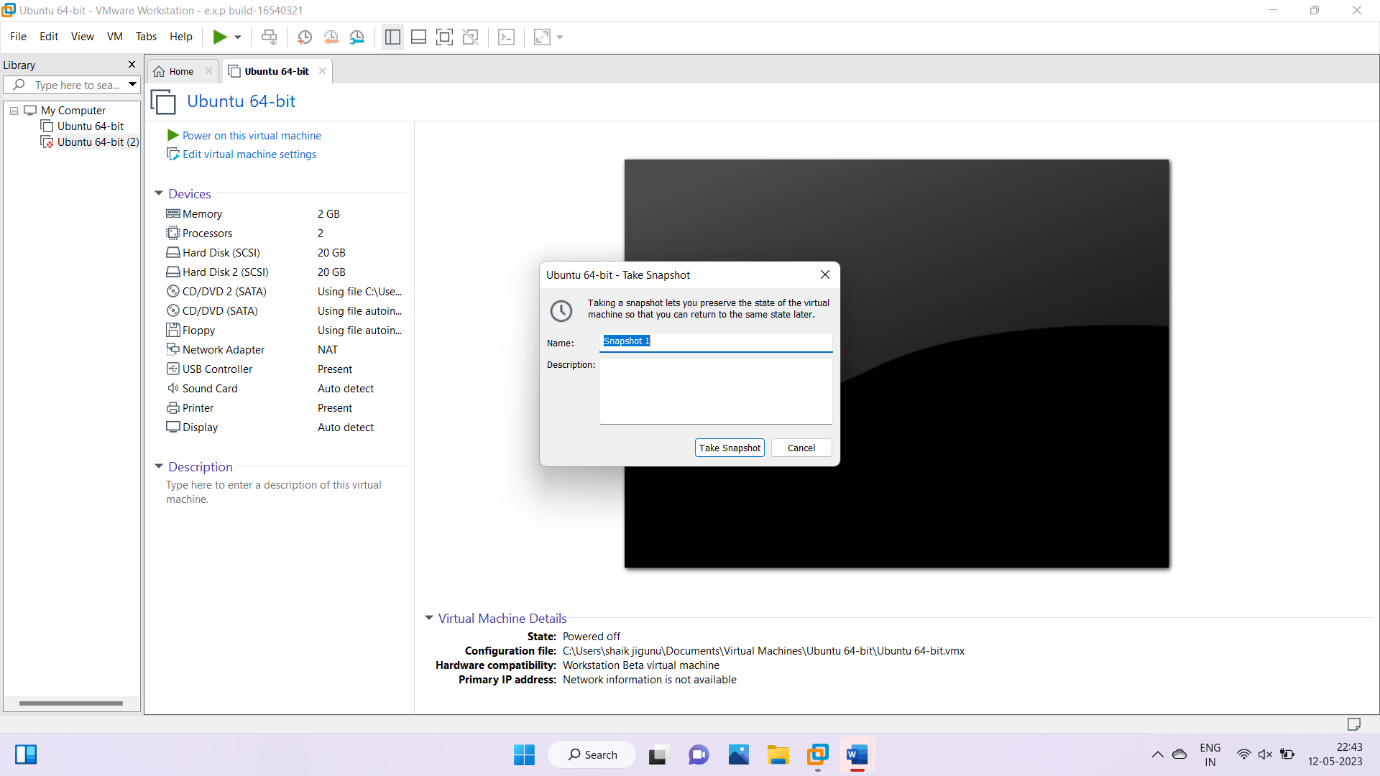 Ubuntu 64-bit - VMware Workstation - e.x.p build-16540321
File Edit View VM Tabs Help
Library
Type here to sea...
My Computer
Ubuntu 64-bit
Ubuntu 64-bit (2)
Home
Ubuntu 64-bit
Ubuntu 64-bit
Power on this virtual machine
Edit virtual machine settings
Devices
Memory 2 GB
Processors 2
Hard Disk (SCSI) 20 GB
Hard Disk 2 (SCSI) 20 GB
CD/DVD 2 (SATA) Using file C:\Use...
CD/DVD (SATA) Using file autoin...
Floppy Using file autoin...
Network Adapter NAT
USB Controller Present
Sound Card Auto detect
Printer Present
Display Auto detect
Description
Type here to enter a description of this virtual
machine.
Ubuntu 64-bit - Take Snapshot
Taking a snapshot lets you preserve the state of the virtual
machine so that you can return to the same state later.
Name: Snapshot 1
Description:
Take Snapshot Cancel
Virtual Machine Details
State: Powered off
Configuration file: C:\Users\shaik jigunu\Documents\Virtual Machines\Ubuntu 64-bit\Ubuntu 64-bit.vmx
Hardware compatibility: Workstation Beta virtual machine
Primary IP address: Network information is not available
Search
ENG
IN
22:43
12-05-2023